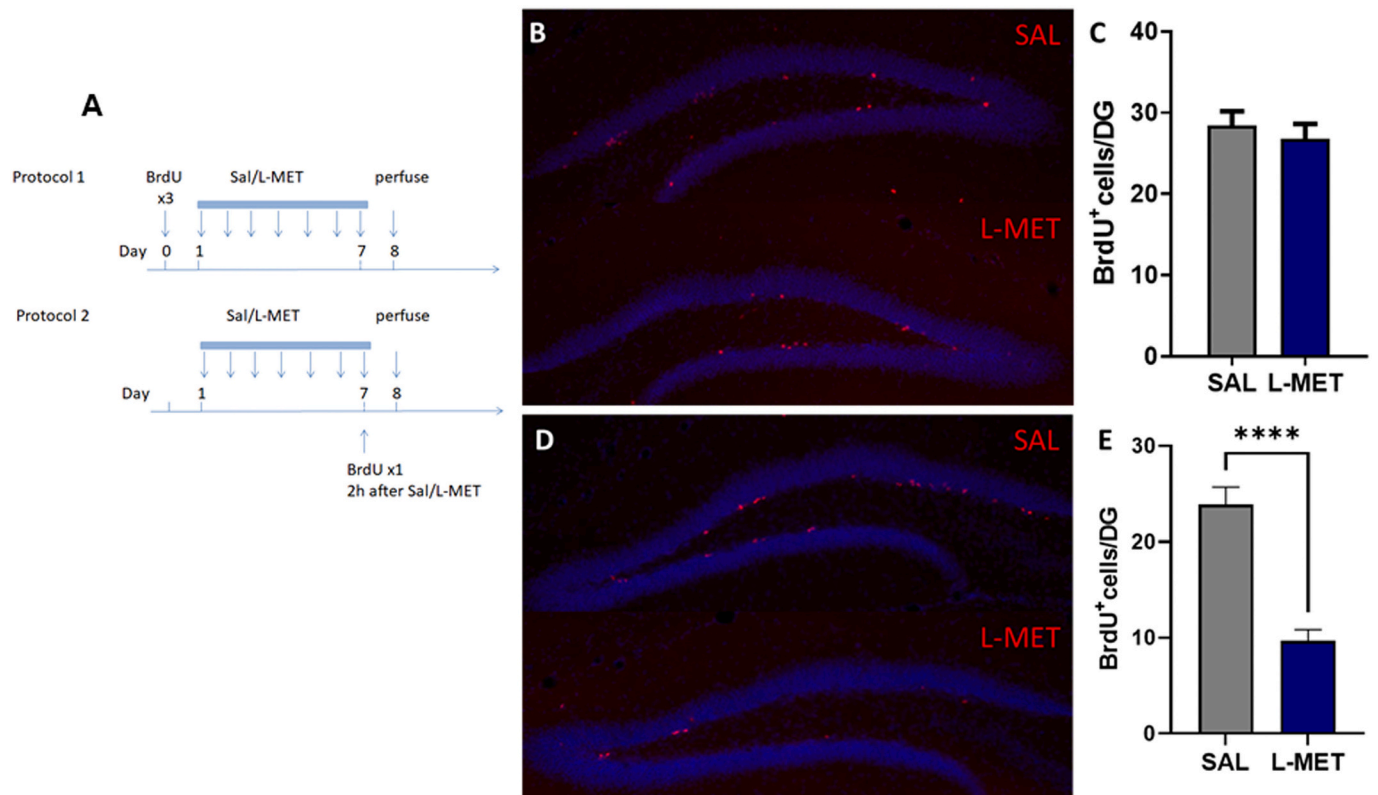 A
Protocol 1
BrdU
x3
Sal/L-MET
perfuse
Day 0 1 7 8
Protocol 2
Sal/L-MET
perfuse
Day 1 7 8
BrdU x1
2h after Sal/L-MET
B
SAL
L-MET
C
BrdU⁺ cells/DG
40
30
20
10
0
SAL L-MET
D
SAL
L-MET
E
BrdU⁺ cells/DG
30
20
10
0
****
SAL L-MET